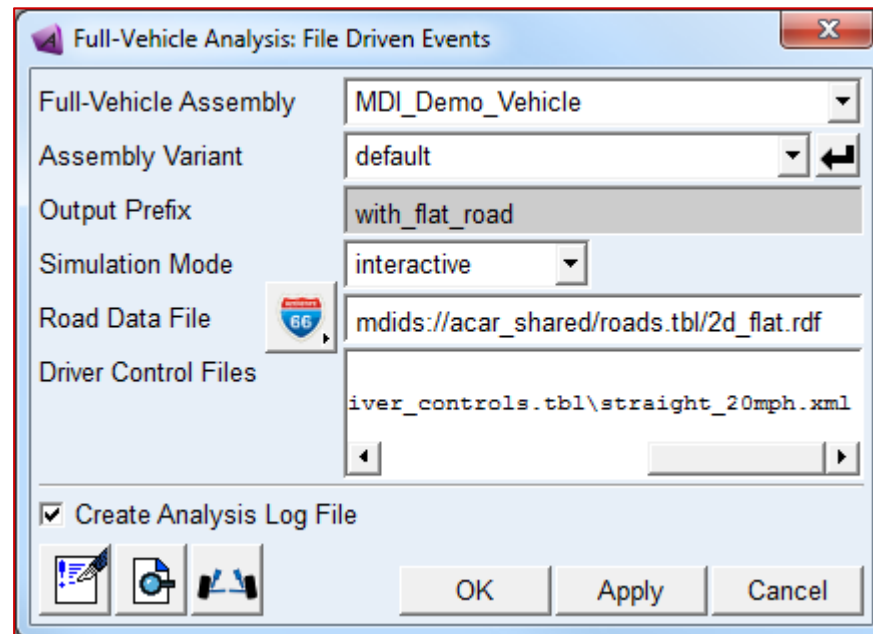 Full-Vehicle Analysis: File Driven Events
Full-Vehicle Assembly MDI_Demo_Vehicle
Assembly Variant default
Output Prefix with_flat_road
Simulation Mode interactive
Road Data File 66 mdids://acar_shared/roads.tbl/2d_flat.rdf
Driver Control Files
iver_controls.tbl\straight_20mph.xml
Create Analysis Log File
OK Apply Cancel